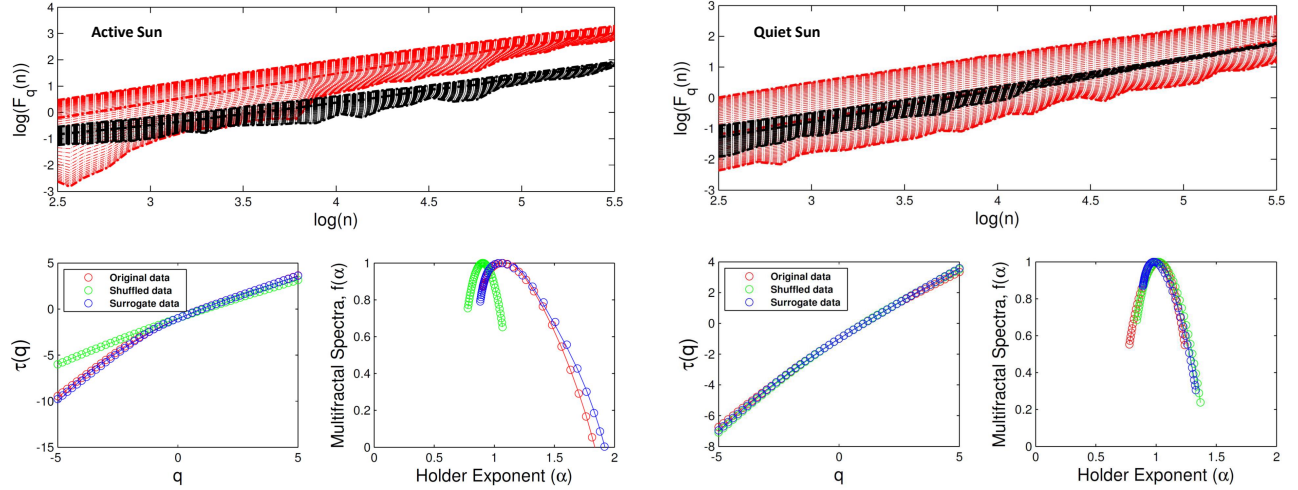 Active Sun
log(F_q(n))
4
3
2
1
0
-1
-2
-3
2.5 3 3.5 4 4.5 5 5.5
log(n)
Quiet Sun
log(F_q(n))
3
2
1
0
-1
-2
-3
2.5 3 3.5 4 4.5 5 5.5
log(n)
τ(q)
5
0
-5
-10
-15
-5 0 5
q
Original data
Shuffled data
Surrogate data
Multifractal Spectra, f(α)
1
0.8
0.6
0.4
0.2
0
0 0.5 1 1.5 2
Holder Exponent (α)
τ(q)
4
2
0
-2
-4
-6
-8
-5 0 5
q
Original data
Shuffled data
Surrogate data
Multifractal Spectra, f(α)
1
0.8
0.6
0.4
0.2
0
0 0.5 1 1.5 2
Holder Exponent (α)